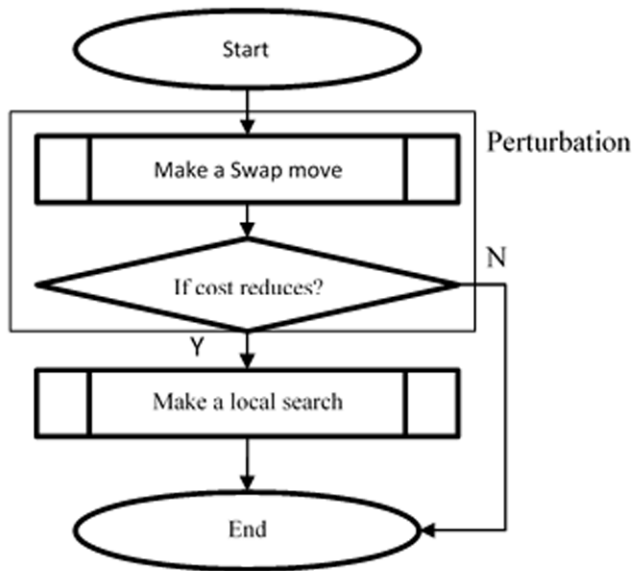 Start
Perturbation
Make a Swap move
N
If cost reduces?
Y
Make a local search
End